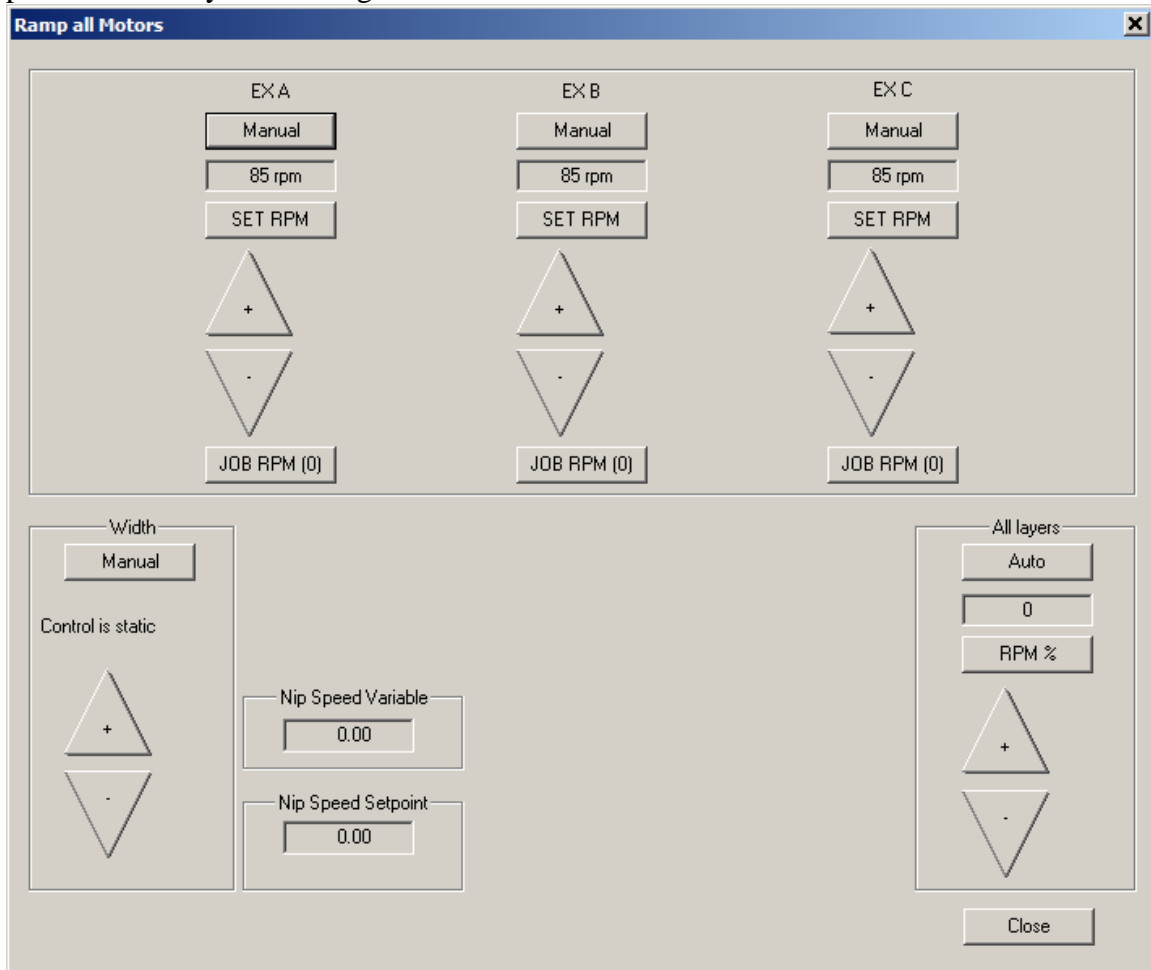 Ramp all Motors
EX A EX B EX C
Manual Manual Manual
85 rpm 85 rpm 85 rpm
SET RPM SET RPM SET RPM
+ + +
- - -
JOB RPM (0) JOB RPM (0) JOB RPM (0)
Width
Manual
Control is static
+
-
Nip Speed Variable
0.00
Nip Speed Setpoint
0.00
All layers
Auto
0
RPM %
+
-
Close